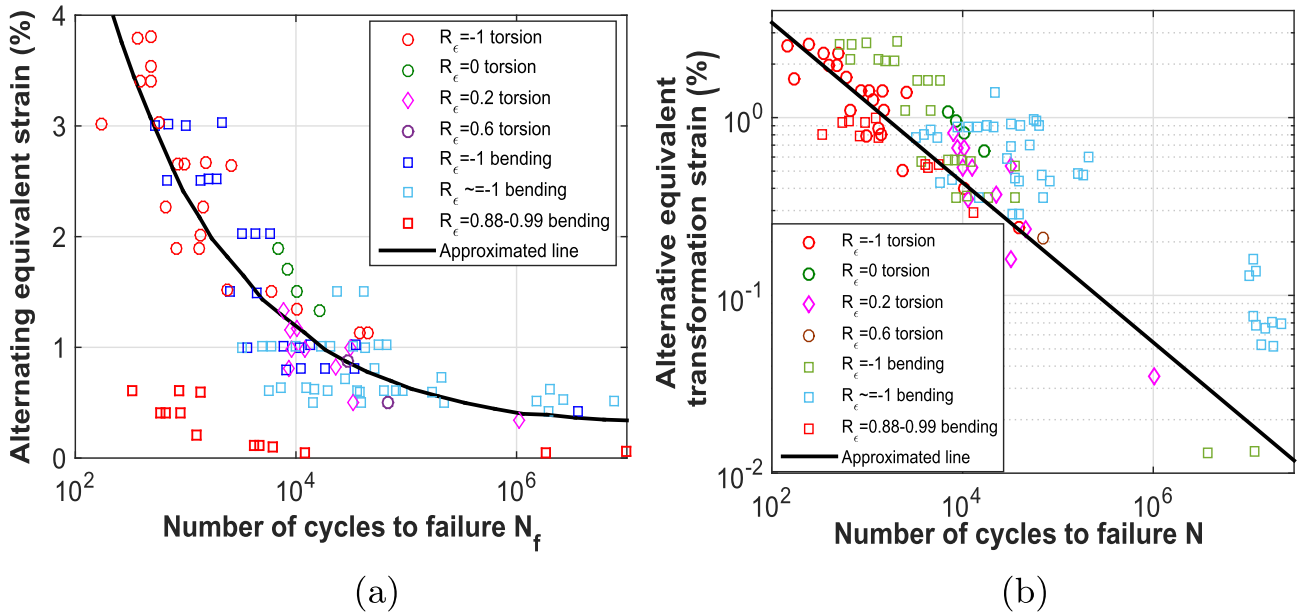 Alternating equivalent strain (%)
4
3
2
1
0
10^2
10^4
10^6
Number of cycles to failure N_f
R_ϵ=-1 torsion
R_ϵ=0 torsion
R_ϵ=0.2 torsion
R_ϵ=0.6 torsion
R_ϵ=-1 bending
R_ϵ ~=-1 bending
R_ϵ=0.88-0.99 bending
Approximated line
(a)
Alternative equivalent
transformation strain (%)
10^0
10^-1
10^-2
10^2
10^4
10^6
Number of cycles to failure N
R_ϵ=-1 torsion
R_ϵ=0 torsion
R_ϵ=0.2 torsion
R_ϵ=0.6 torsion
R_ϵ=-1 bending
R_ϵ ~=-1 bending
R_ϵ=0.88-0.99 bending
Approximated line
(b)